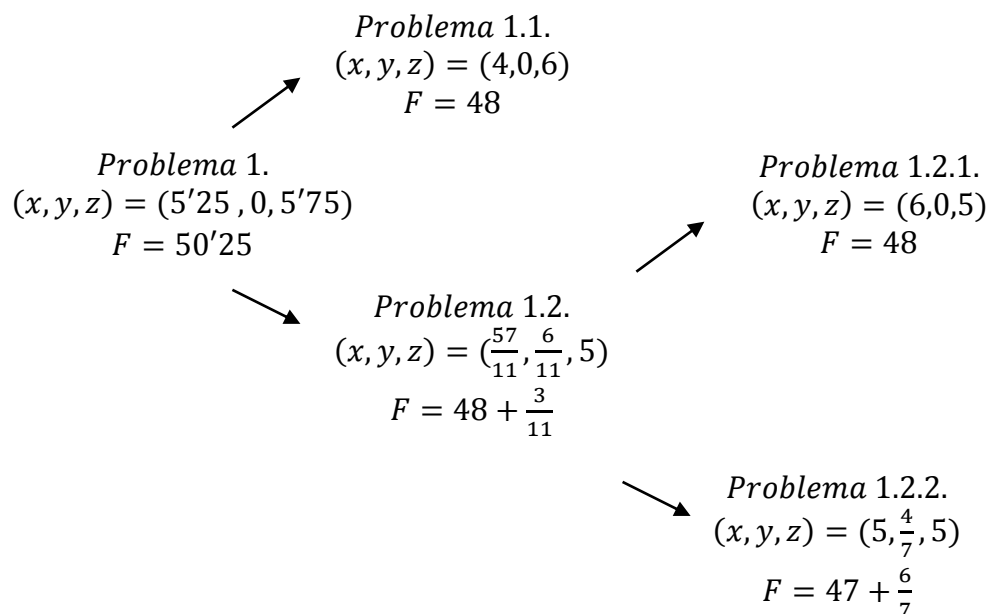 Problema 1.1.
(x, y, z) = (4,0,6)
F = 48
Problema 1.
(x, y, z) = (5′25 , 0, 5′75)
F = 50′25
Problema 1.2.
(x, y, z) = (57/11, 6/11, 5)
F = 48 + 3/11
Problema 1.2.1.
(x, y, z) = (6,0,5)
F = 48
Problema 1.2.2.
(x, y, z) = (5, 4/7, 5)
F = 47 + 6/7